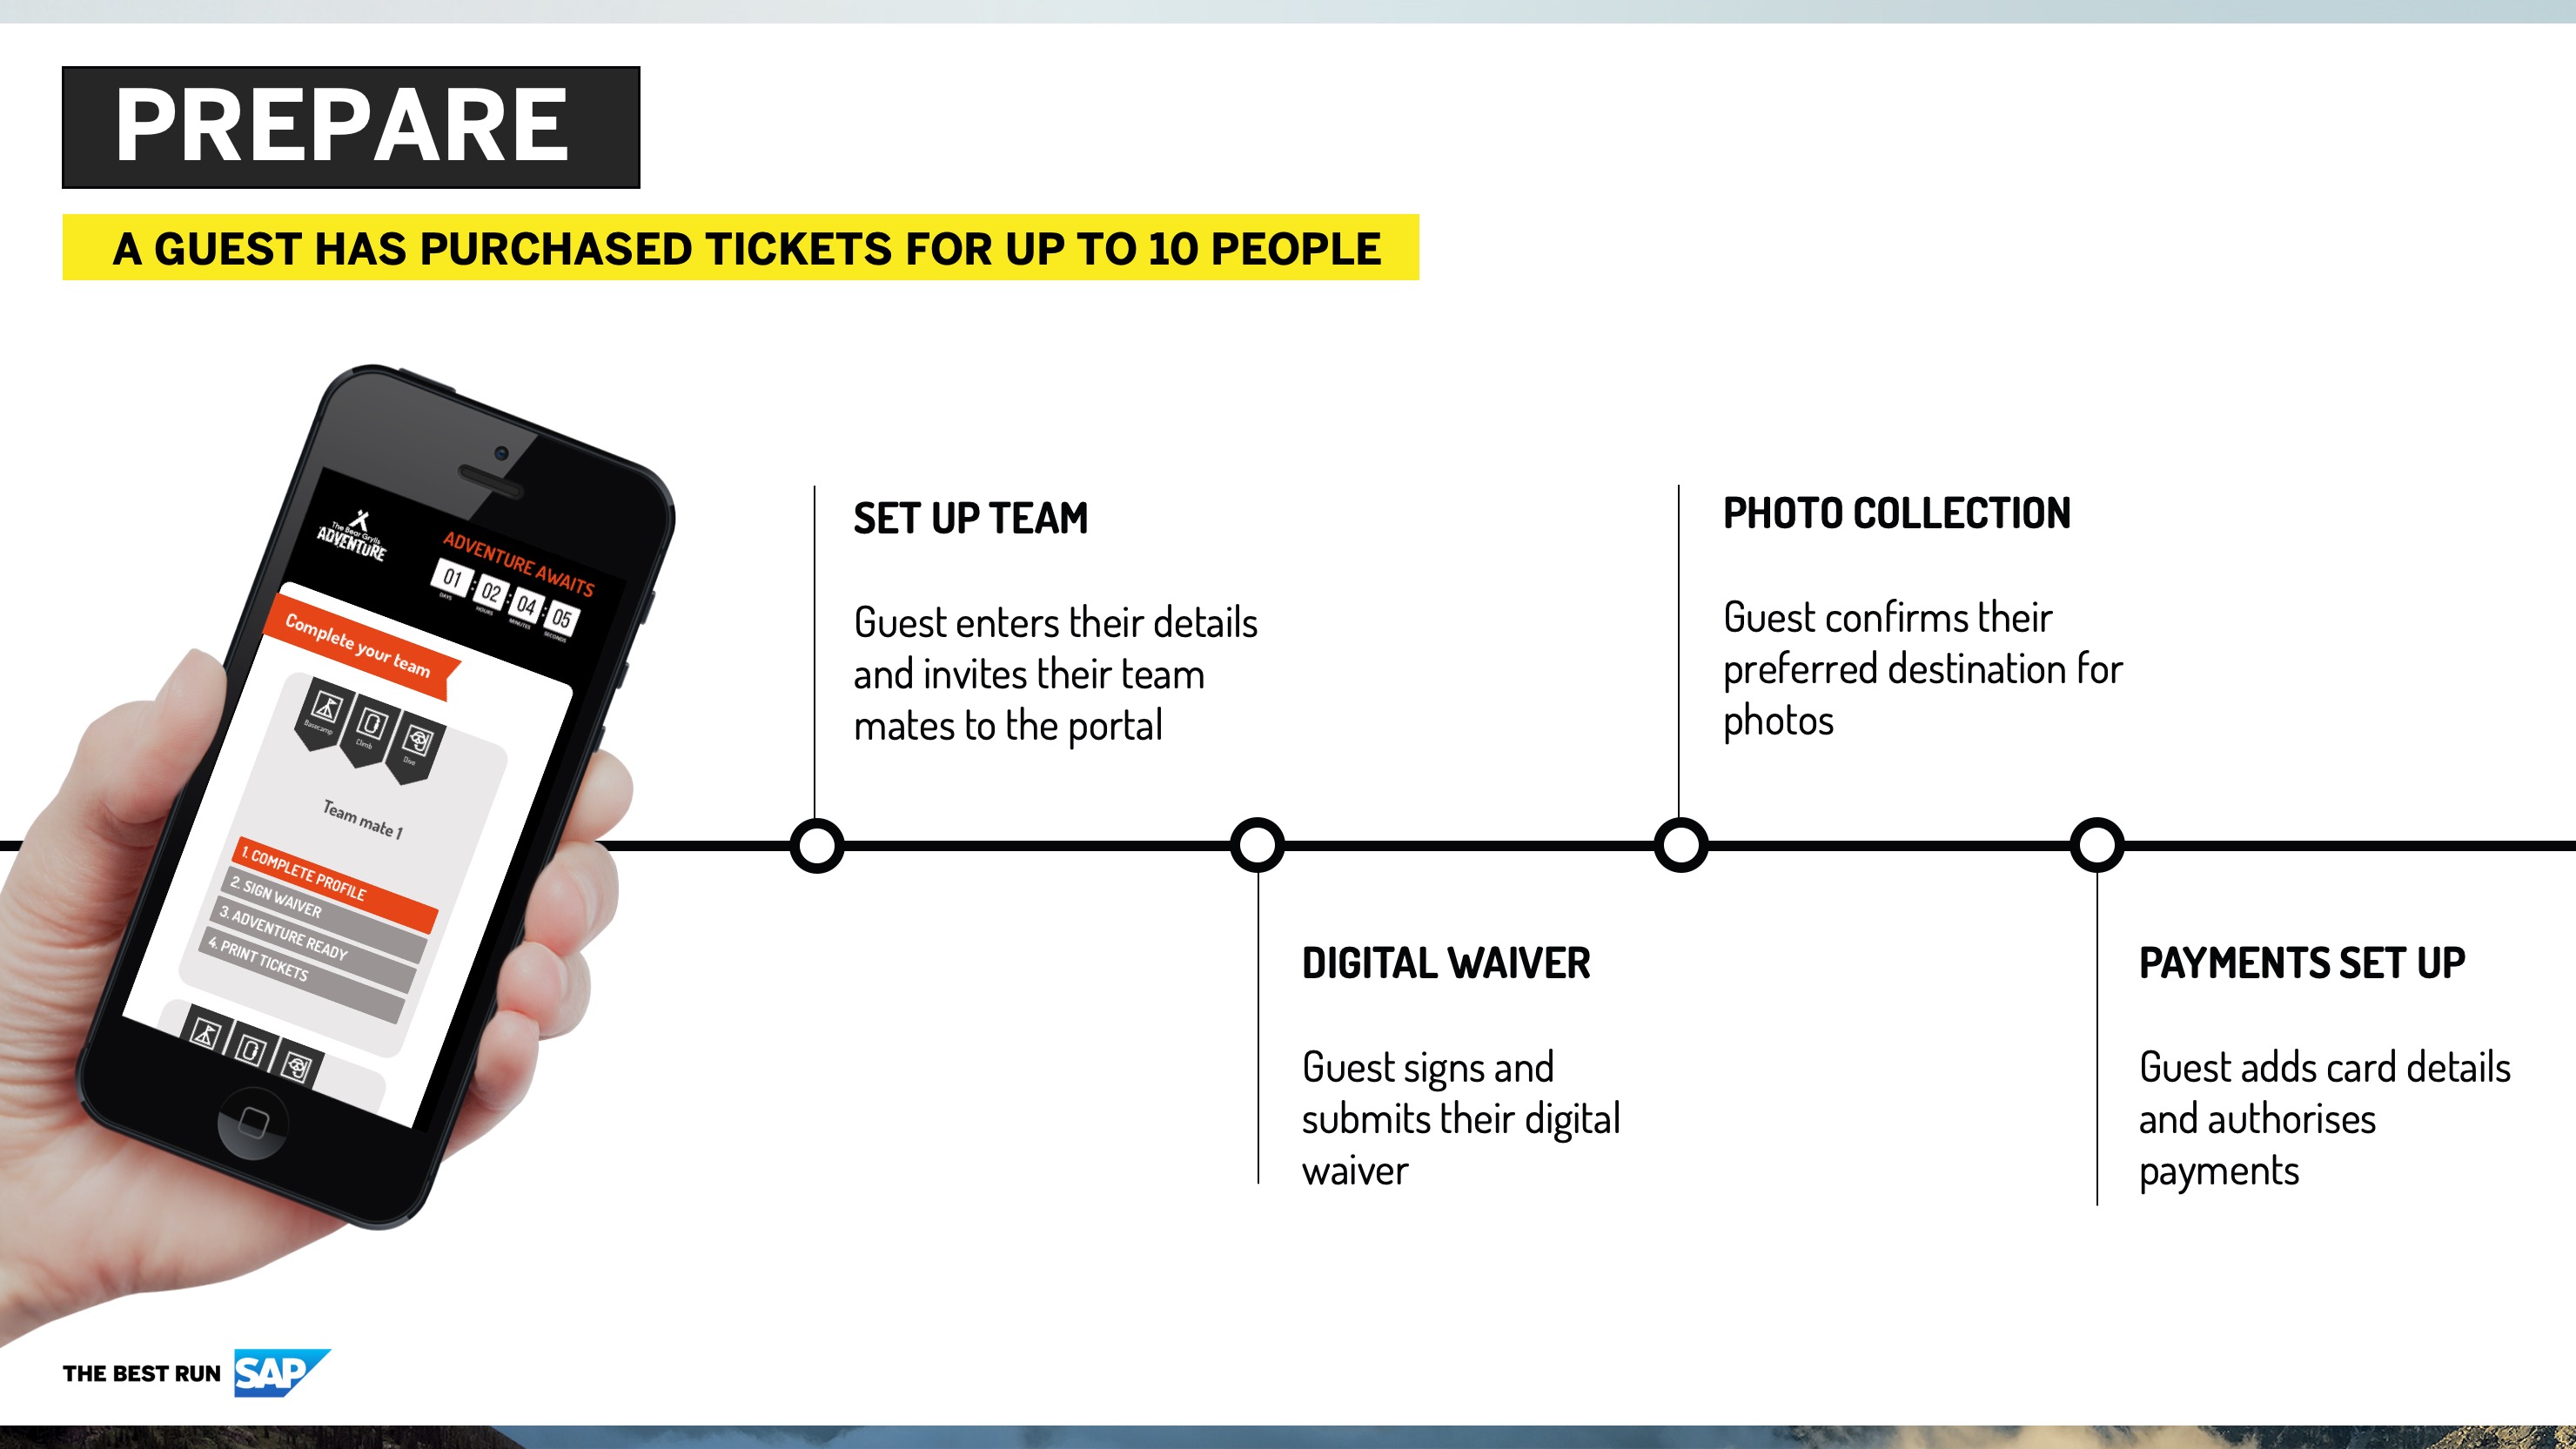 PREPARE
A GUEST HAS PURCHASED TICKETS FOR UP TO 10 PEOPLE
The Bear Grylls
ADVENTURE
ADVENTURE AWAITS
01 : 02 : 04 : 05
DAYS HOURS MINUTES SECONDS
Complete your team
Basecamp Climb Dive
Team mate 1
1. COMPLETE PROFILE
2. SIGN WAIVER
3. ADVENTURE READY
4. PRINT TICKETS
SET UP TEAM
Guest enters their details
and invites their team
mates to the portal
DIGITAL WAIVER
Guest signs and
submits their digital
waiver
PHOTO COLLECTION
Guest confirms their
preferred destination for
photos
PAYMENTS SET UP
Guest adds card details
and authorises
payments
THE BEST RUN SAP